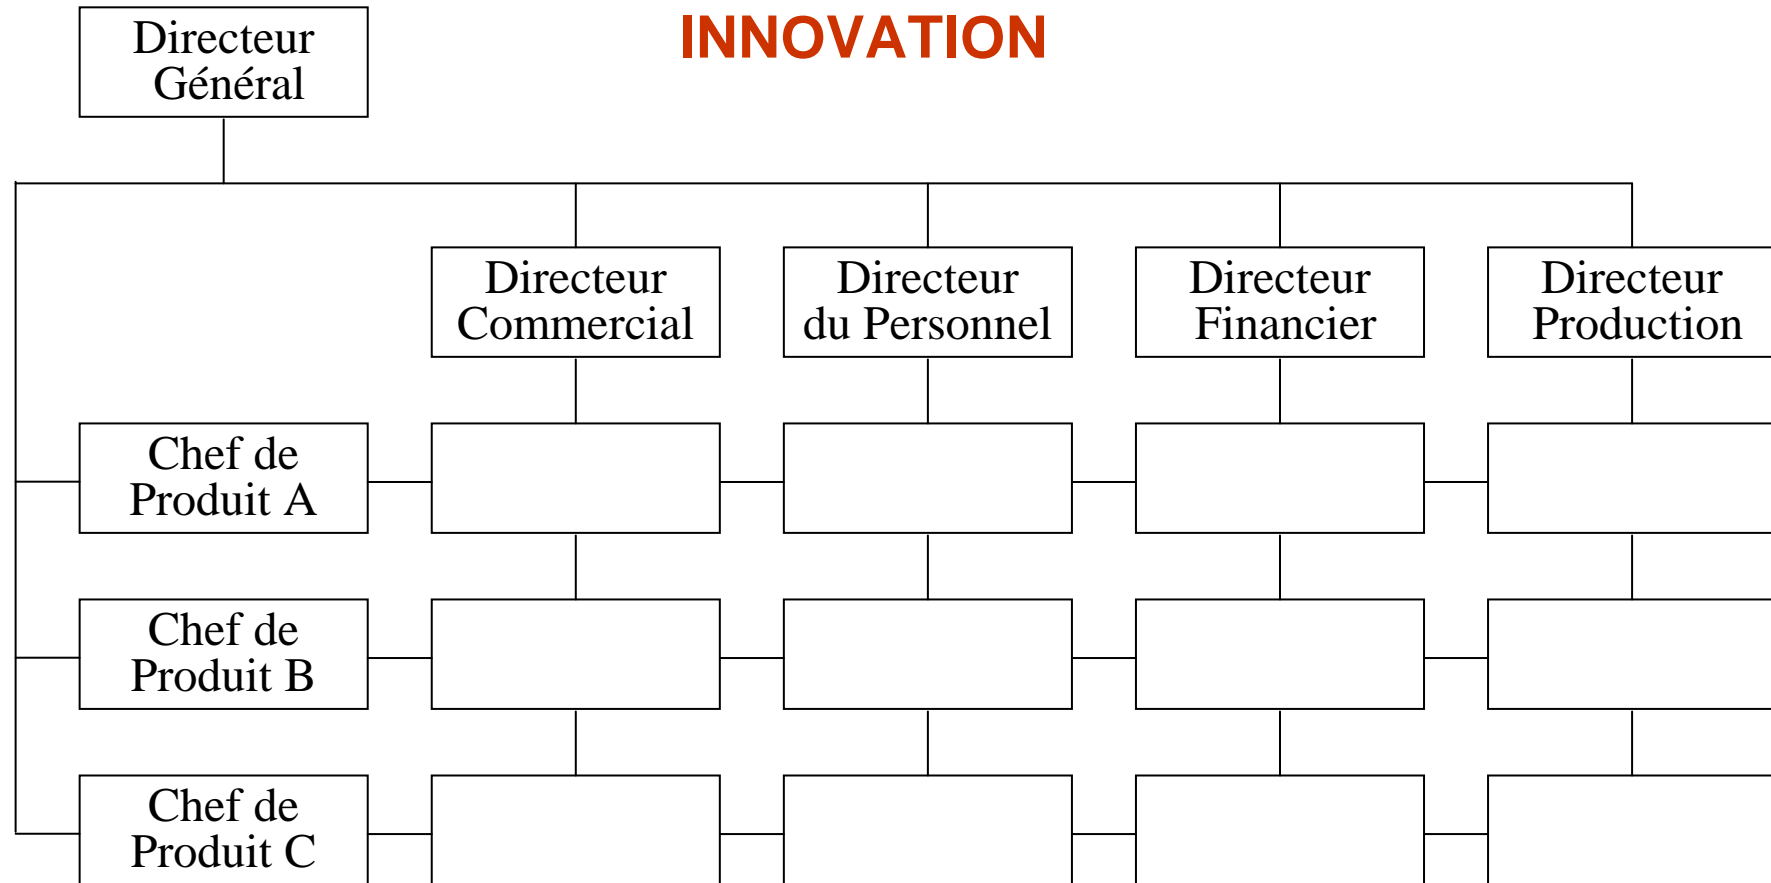 INNOVATION
Directeur
Général
Directeur
Commercial
Directeur
du Personnel
Directeur
Financier
Directeur
Production
Chef de
Produit A
Chef de
Produit B
Chef de
Produit C